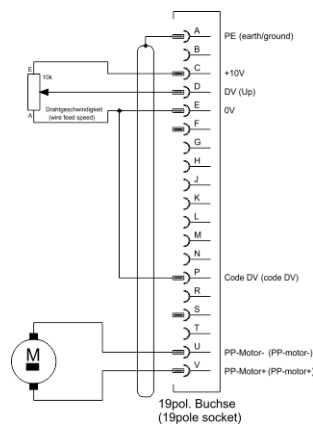 A PE (earth/ground)
B
E C +10V
10k
D DV (Up)
Drahtgeschwindigkeit
(wire feed speed)
A E 0V
F
G
H
J
K
L
M
N
P Code DV (code DV)
R
S
T
M U PP-Motor- (PP-motor-)
V PP-Motor+ (PP-motor+)
19pol. Buchse
(19pole socket)